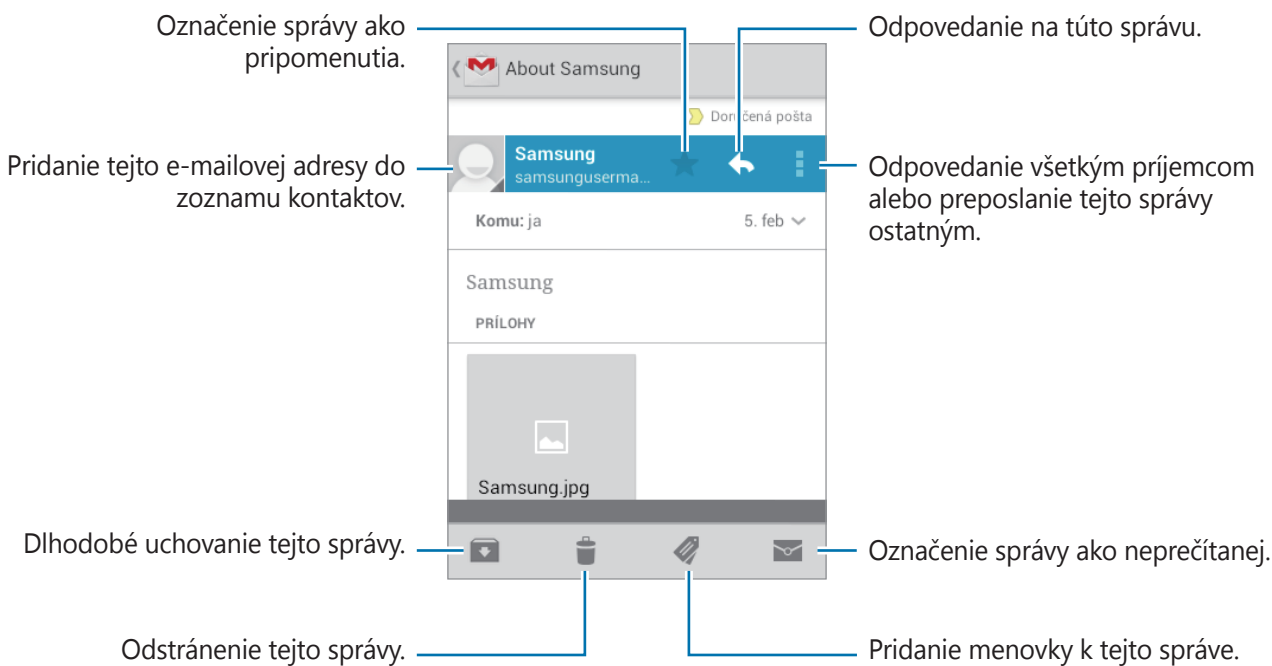 Označenie správy ako
pripomenutia.
Odpovedanie na túto správu.
About Samsung
Doručená pošta
Pridanie tejto e-mailovej adresy do
zoznamu kontaktov.
Samsung
samsunguserma...
Odpovedanie všetkým príjemcom
alebo preposlanie tejto správy
ostatným.
Komu: ja
5. feb
Samsung
PRÍLOHY
Samsung.jpg
Dlhodobé uchovanie tejto správy.
Označenie správy ako neprečítanej.
Odstránenie tejto správy.
Pridanie menovky k tejto správe.